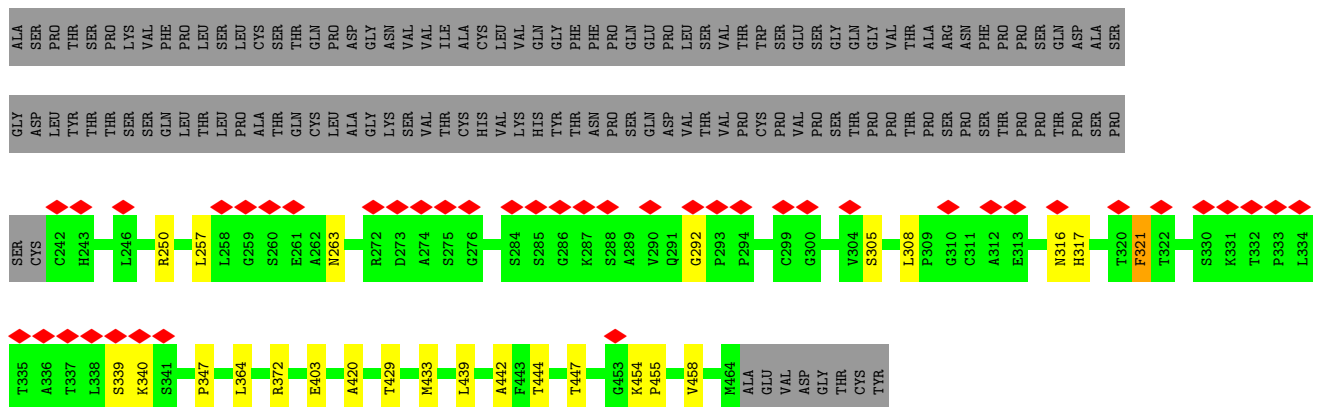 ALA SER PRO THR SER PRO LYS VAL PHE PRO LEU SER LEU CYS SER THR GLN PRO ASP GLY ASN VAL VAL ILE ALA CYS LEU VAL GLN GLY PHE PHE PRO GLN GLU PRO LEU SER VAL THR TRP SER GLU SER GLY GLN GLY VAL THR ALA ARG ASN PHE PRO PRO SER GLN ASP ALA SER
GLY ASP LEU TYR THR THR SER SER GLN LEU THR LEU PRO ALA THR GLN CYS LEU ALA GLY LYS SER VAL THR CYS HIS VAL LYS HIS TYR THR ASN PRO SER GLN ASP VAL THR VAL PRO CYS PRO VAL PRO SER THR PRO PRO THR PRO SER PRO SER THR PRO PRO THR PRO SER PRO
SER CYS C242 H243 L246 R250 L257 L258 G259 S260 E261 A262 N263 R272 D273 A274 S275 G276 S284 S285 G286 K287 S288 A289 V290 Q291 G292 P293 P294 C299 G300 V304 S305 L308 P309 G310 C311 A312 E313 N316 H317 T320 F321 T322 S330 K331 T332 P333 L334
T335 A336 T337 L338 S339 K340 S341 P347 L364 R372 E403 A420 T429 M433 L439 A442 F443 T444 T447 G453 K454 P455 V458 M464 ALA GLU VAL ASP GLY THR CYS TYR